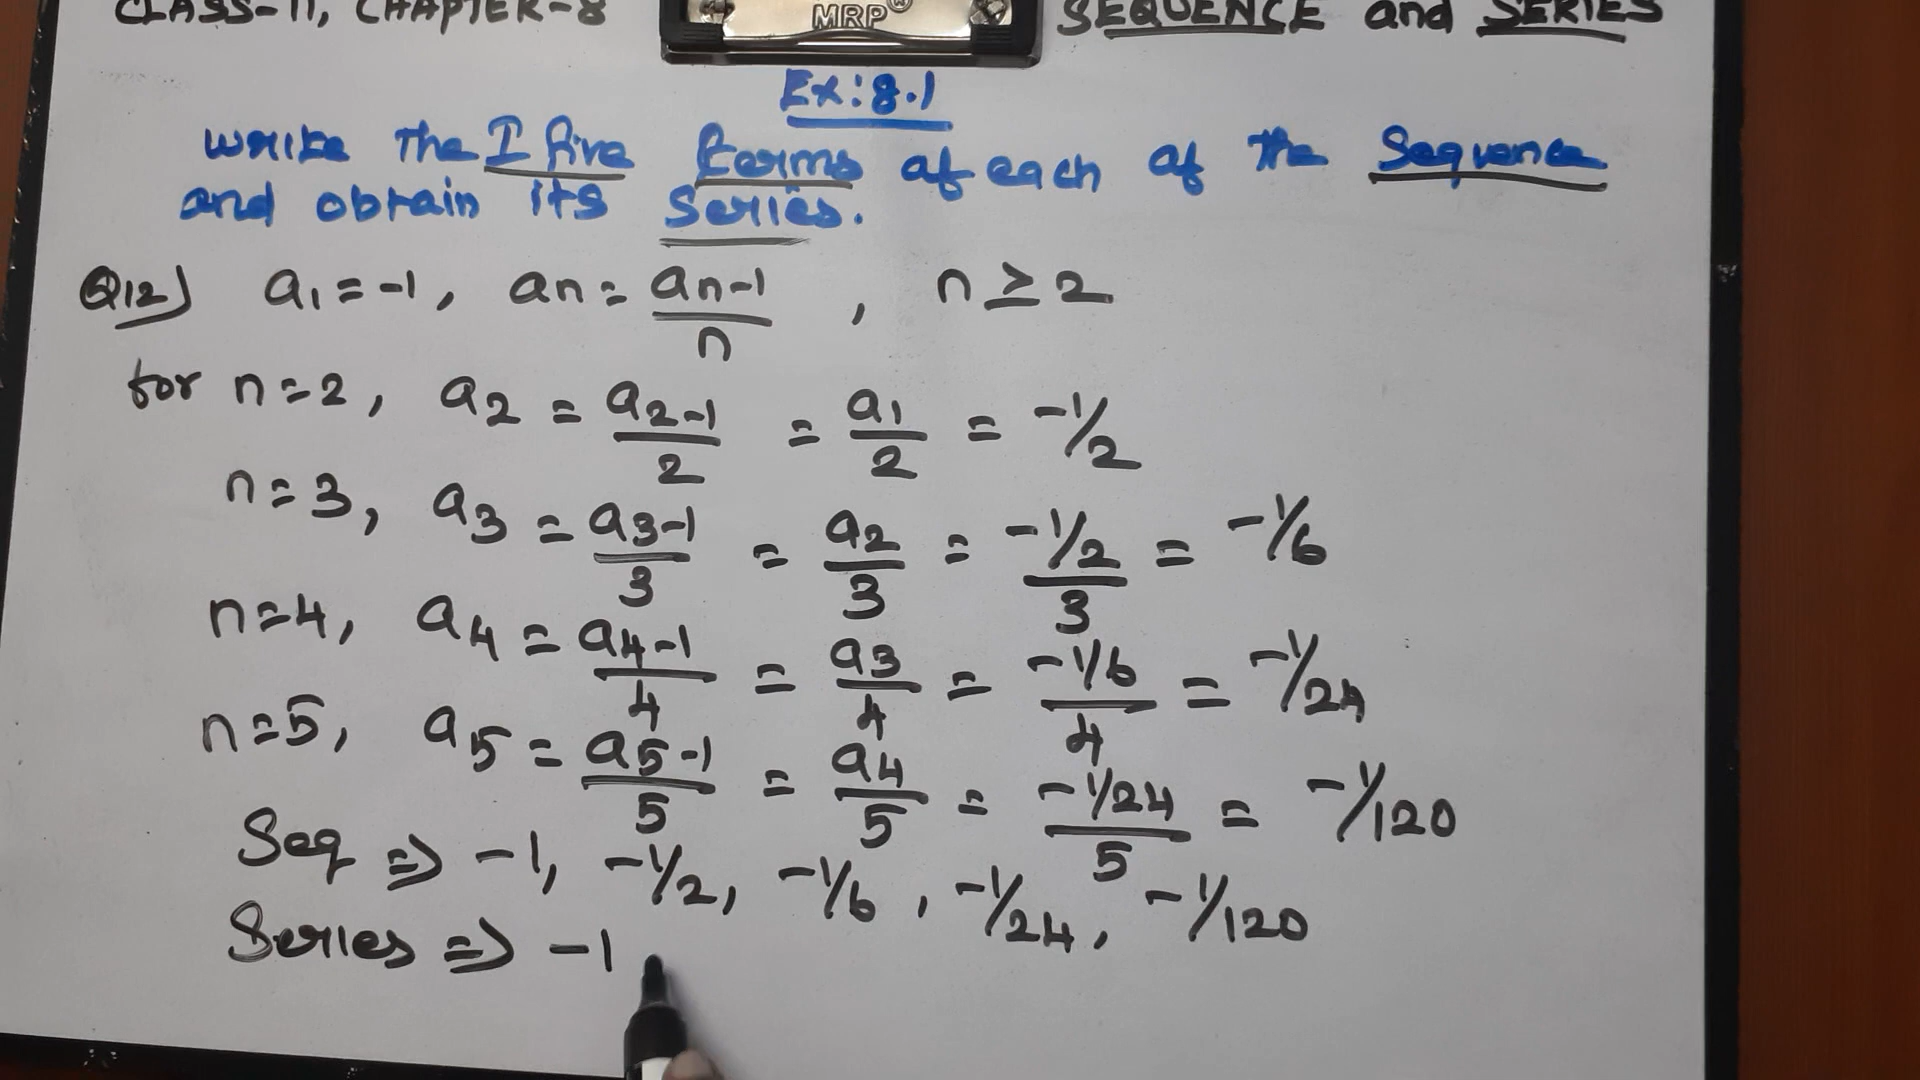 CLASS-11, CHAPTER-8 MRP SEQUENCE and SERIES
Ex:8.1
write the I five terms of each of the Sequence
and obtain its series.
Q12) a₁=-1, an= an-1/n , n≥2
for n=2, a2 = a2-1/2 = a1/2 = -1/2
n=3, a3 = a3-1/3 = a2/3 = -1/2/3 = -1/6
n=4, a4 = a4-1/4 = a3/4 = -1/6/4 = -1/24
n=5, a5 = a5-1/5 = a4/5 = -1/24/5 = -1/120
Seq => -1, -1/2, -1/6, -1/24, -1/120
Series => -1